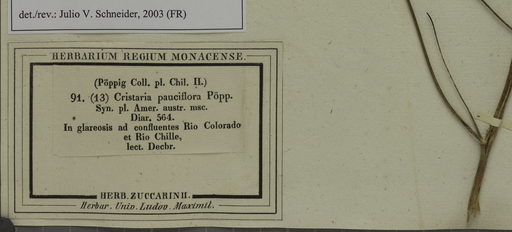 det./rev.: Julio V. Schneider, 2003 (FR)
HERBARIUM REGIUM MONACENSE.
(Pöppig Coll. pl. Chil. II.)
91. (13) Cristaria pauciflora Pöpp.
Syn. pl. Amer. austr. msc.
Diar. 564.
In glareosis ad confluentes Rio Colorado
et Rio Chille,
lect. Decbr.
HERB. ZUCCARINII.
Herbar. Univ. Ludov. Maximil.